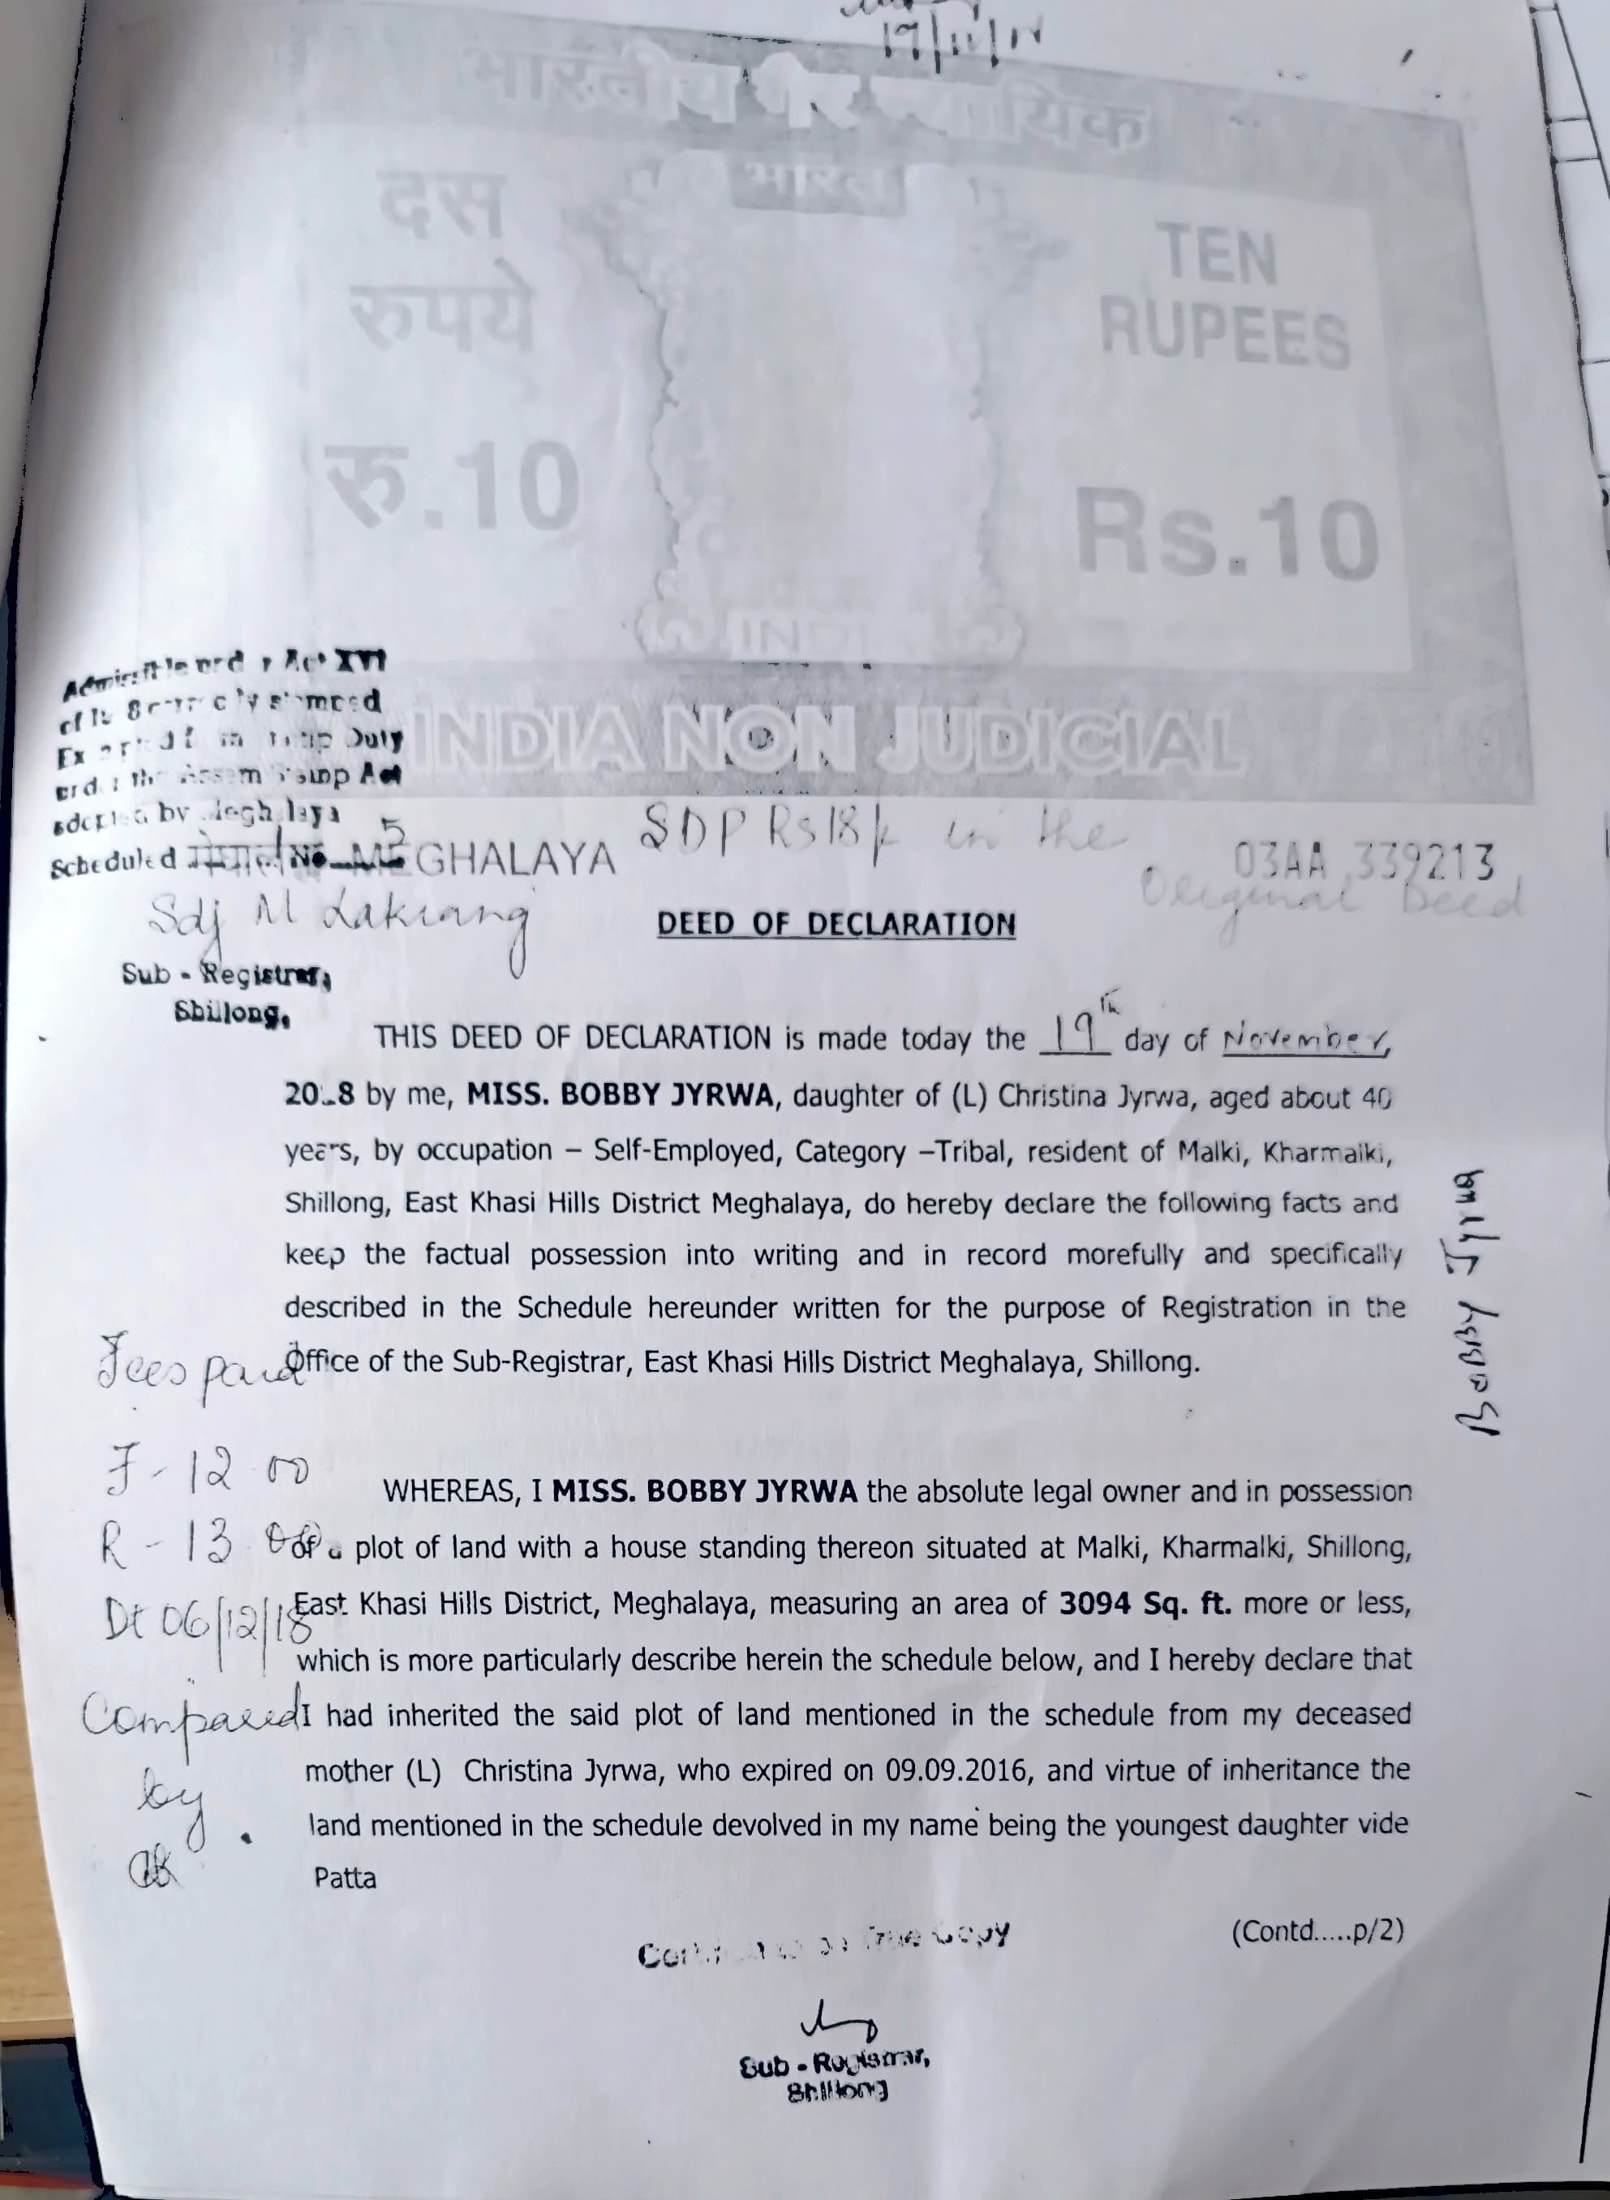 भारतीय गैर न्यायिक
भारत
दस
रुपये
रु.10
TEN
RUPEES
Rs.10
INDIA NON JUDICIAL
Act XVI
stamped
Duty
Act
adopted by
Scheduled No 5
MEGHALAYA
SDP Rs 18/- in the
Original Deed
03AA 339213
Sdj M Lakiang
Sub - Registrar,
Shillong.
DEED OF DECLARATION
THIS DEED OF DECLARATION is made today the 19th day of November,
2018 by me, MISS. BOBBY JYRWA, daughter of (L) Christina Jyrwa, aged about 40
years, by occupation – Self-Employed, Category –Tribal, resident of Malki, Kharmalki,
Shillong, East Khasi Hills District Meghalaya, do hereby declare the following facts and
keep the factual possession into writing and in record morefully and specifically
described in the Schedule hereunder written for the purpose of Registration in the
Office of the Sub-Registrar, East Khasi Hills District Meghalaya, Shillong.
BOBBY Jyrwa
Fees paid
F - 12 00
R - 13 00
Dt 06/12/18
Compared
by
WHEREAS, I MISS. BOBBY JYRWA the absolute legal owner and in possession
of a plot of land with a house standing thereon situated at Malki, Kharmalki, Shillong,
East Khasi Hills District, Meghalaya, measuring an area of 3094 Sq. ft. more or less,
which is more particularly describe herein the schedule below, and I hereby declare that
I had inherited the said plot of land mentioned in the schedule from my deceased
mother (L) Christina Jyrwa, who expired on 09.09.2016, and virtue of inheritance the
land mentioned in the schedule devolved in my name being the youngest daughter vide
Patta
(Contd.....p/2)
True Copy
Sub - Registrar,
Shillong